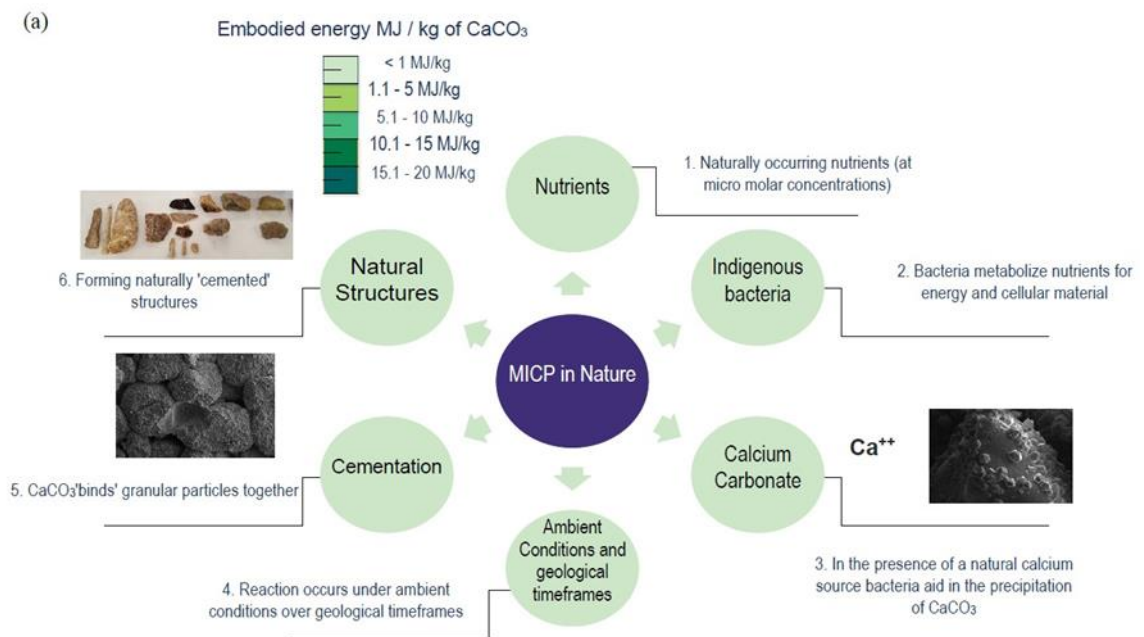 (a)
Embodied energy MJ / kg of CaCO₃
< 1 MJ/kg
1.1 - 5 MJ/kg
5.1 - 10 MJ/kg
10.1 - 15 MJ/kg
15.1 - 20 MJ/kg
Nutrients
1. Naturally occurring nutrients (at
micro molar concentrations)
Indigenous
bacteria
2. Bacteria metabolize nutrients for
energy and cellular material
Natural
Structures
6. Forming naturally 'cemented'
structures
MICP in Nature
Calcium
Carbonate
Ca⁺⁺
3. In the presence of a natural calcium
source bacteria aid in the precipitation
of CaCO₃
Cementation
5. CaCO₃'binds' granular particles together
Ambient
Conditions and
geological
timeframes
4. Reaction occurs under ambient
conditions over geological timeframes